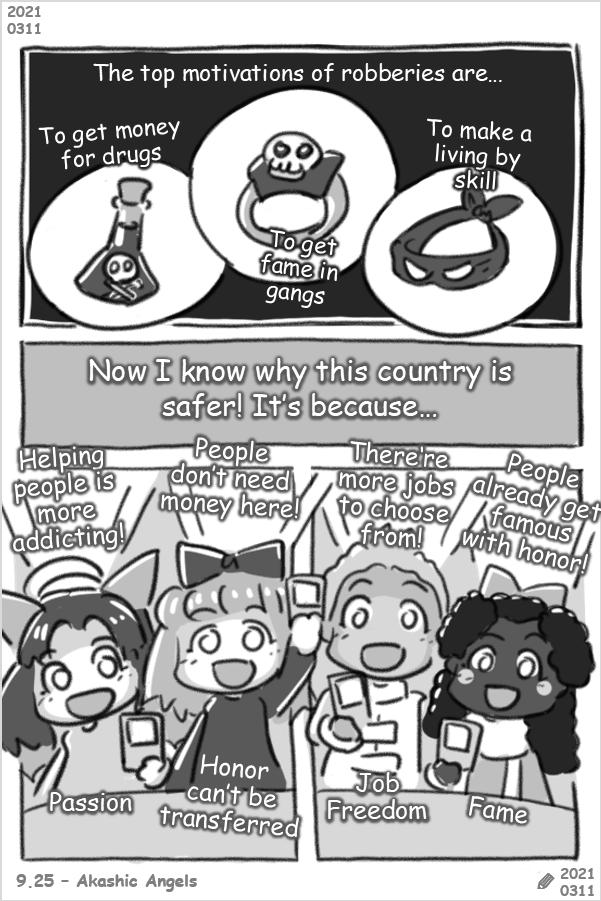 2021
0311
The top motivations of robberies are...
To get money
for drugs
To get
fame in
gangs
To make a
living by
skill
Now I know why this country is
safer! It's because...
Helping
people is
more
addicting!
People
don't need
money here!
There're
more jobs
to choose
from!
People
already get
famous
with honor!
Passion
Honor
can't be
transferred
Job
Freedom
Fame
9.25 – Akashic Angels
2021
0311